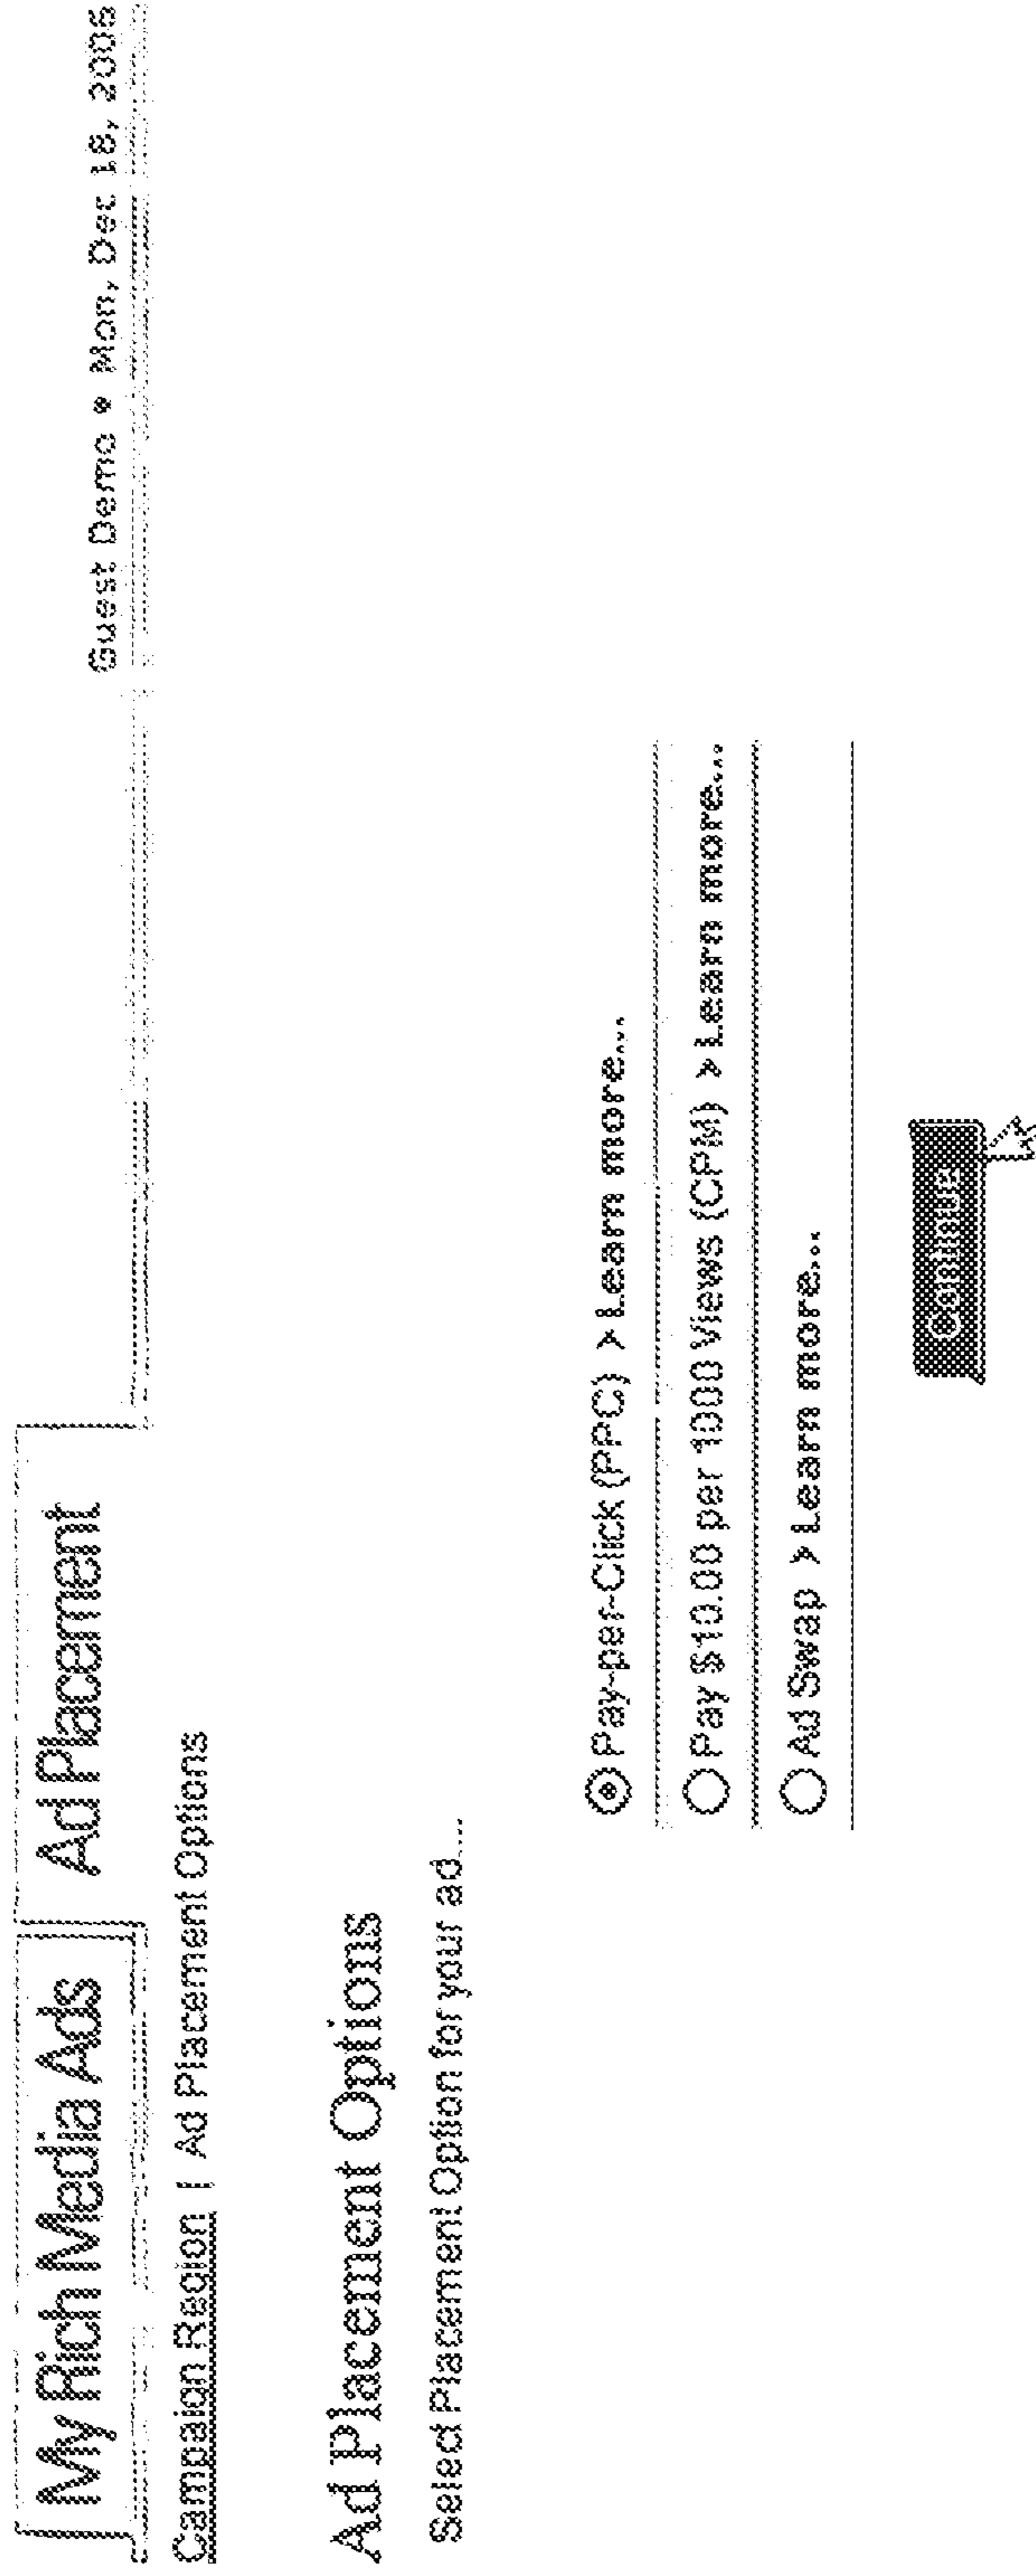 My Rich Media Ads Ad Placement Guest Demo • Mon, Dec 18, 2006
Campaign Region | Ad Placement Options
Ad Placement Options
Select Placement Option for your ad....
Pay-per-Click (PPC) > Learn more...
Pay $10.00 per 1000 Views (CPM) > Learn more...
Ad Swap > Learn more...
Continue